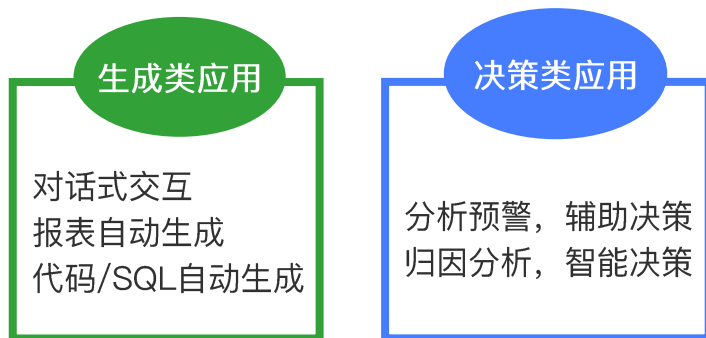 生成类应用
对话式交互
报表自动生成
代码/SQL自动生成
决策类应用
分析预警，辅助决策
归因分析，智能决策